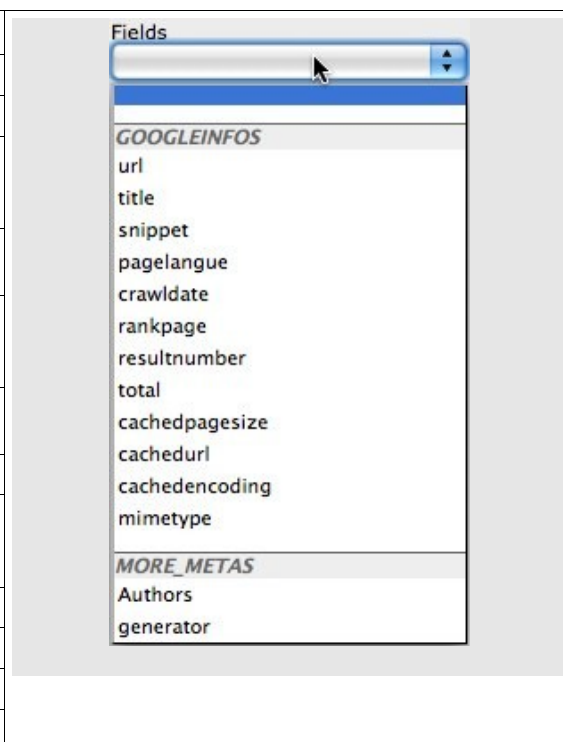 Fields
GOOGLEINFOS
url
title
snippet
pagelangue
crawldate
rankpage
resultnumber
total
cachedpagesize
cachedurl
cachedencoding
mimetype
MORE_METAS
Authors
generator